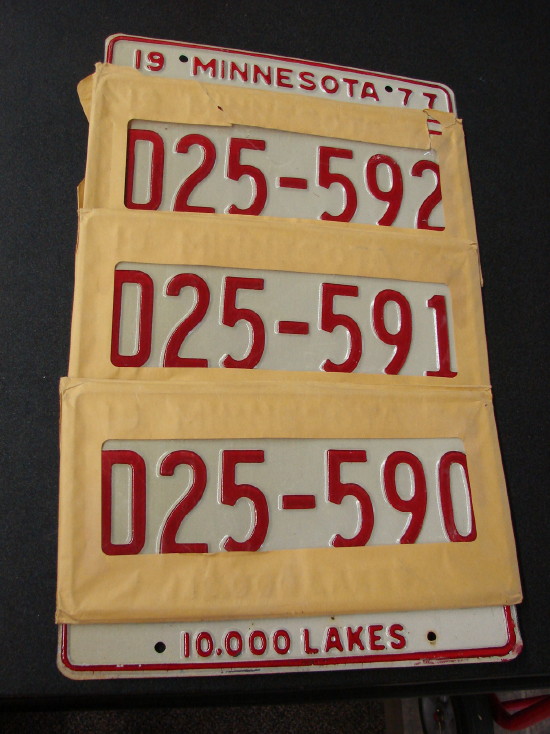 19 MINNESOTA 77
D25-592
D25-591
D25-590
10.000 LAKES